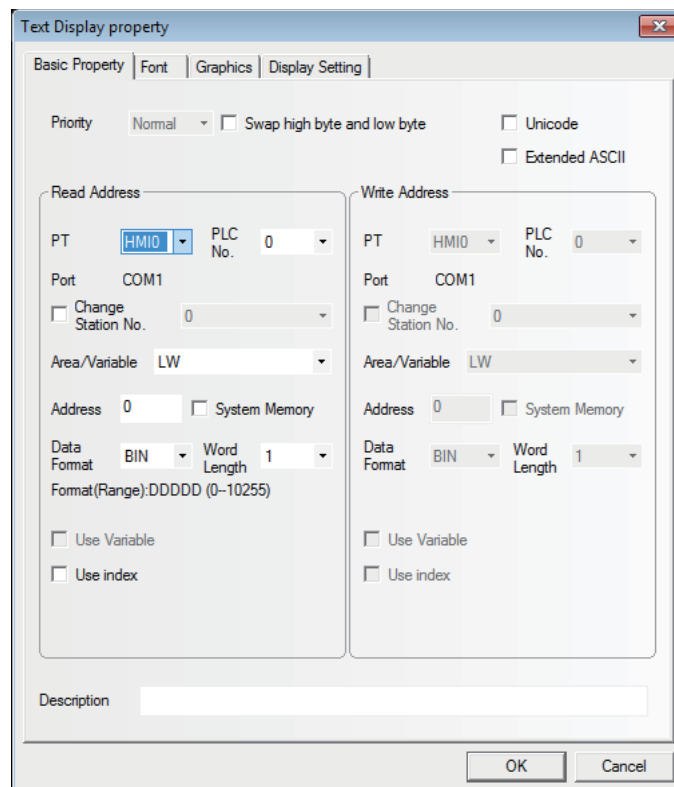 Text Display property
Basic Property Font Graphics Display Setting
Priority Normal Swap high byte and low byte Unicode
Extended ASCII
Read Address
PT HMI0 PLC No. 0
Port COM1
Change Station No. 0
Area/Variable LW
Address 0 System Memory
Data Format BIN Word Length 1
Format(Range):DDDDD (0--10255)
Use Variable
Use index
Write Address
PT HMI0 PLC No. 0
Port COM1
Change Station No. 0
Area/Variable LW
Address 0 System Memory
Data Format BIN Word Length 1
Use Variable
Use index
Description
OK Cancel